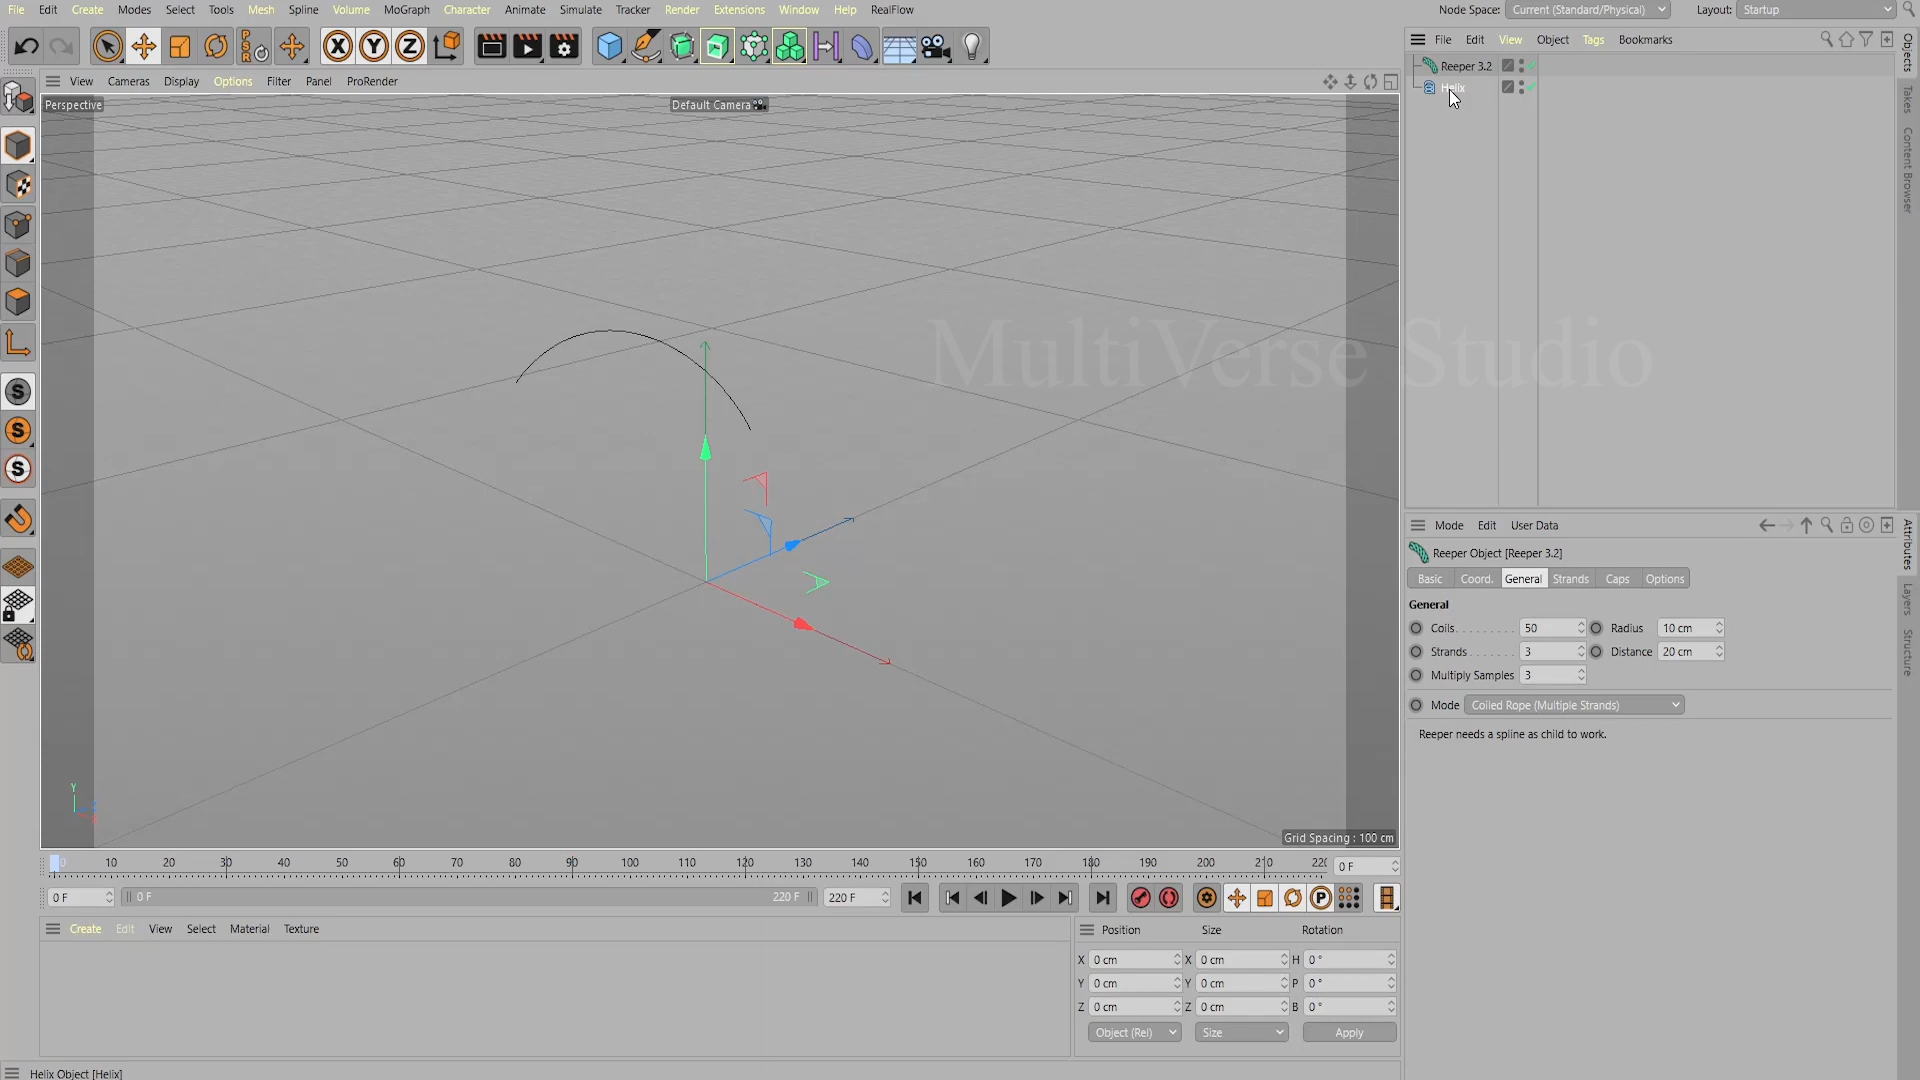 File Edit Create Modes Select Tools Mesh Spline Volume MoGraph Character Animate Simulate Tracker Render Extensions Window Help RealFlow Node Space: Current (Standard/Physical) Layout: Startup
File Edit View Object Tags Bookmarks
View Cameras Display Options Filter Panel ProRender
Perspective
Default Camera
Reeper 3.2
Helix
Objects
Takes
Content Browser
MultiVerse Studio
Mode Edit User Data
Reeper Object [Reeper 3.2]
Basic Coord. General Strands Caps Options
General
Coils 50 Radius 10 cm
Strands 3 Distance 20 cm
Multiply Samples 3
Mode Coiled Rope (Multiple Strands)
Reeper needs a spline as child to work.
Attributes
Layers
Structure
X Y Z
PSR
S
S
S
Y
Z
X
Grid Spacing : 100 cm
0 10 20 30 40 50 60 70 80 90 100 110 120 130 140 150 160 170 180 190 200 210 220 0 F
0 F 0 F 220 F 220 F P
Create Edit View Select Material Texture
Position Size Rotation
X 0 cm X 0 cm H 0 °
Y 0 cm Y 0 cm P 0 °
Z 0 cm Z 0 cm B 0 °
Object (Rel) Size Apply
Helix Object [Helix]